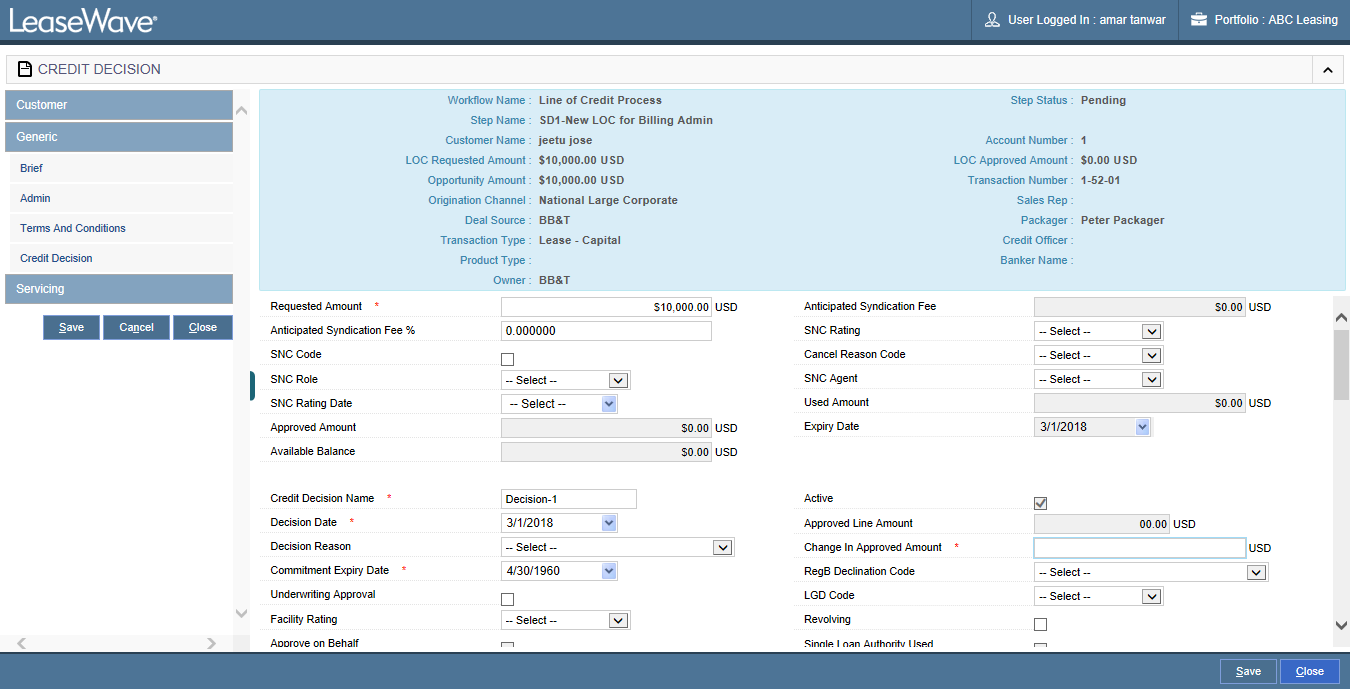 LeaseWave®
User Logged In : amar tanwar
Portfolio : ABC Leasing
CREDIT DECISION
Customer
Generic
Brief
Admin
Terms And Conditions
Credit Decision
Servicing
Save Cancel Close
Workflow Name : Line of Credit Process
Step Status : Pending
Step Name : SD1-New LOC for Billing Admin
Customer Name : jeetu jose
Account Number : 1
LOC Requested Amount : $10,000.00 USD
LOC Approved Amount : $0.00 USD
Opportunity Amount : $10,000.00 USD
Transaction Number : 1-52-01
Origination Channel : National Large Corporate
Sales Rep :
Deal Source : BB&T
Packager : Peter Packager
Transaction Type : Lease - Capital
Credit Officer :
Product Type :
Banker Name :
Owner : BB&T
Requested Amount * $10,000.00 USD
Anticipated Syndication Fee $0.00 USD
Anticipated Syndication Fee % 0.000000
SNC Rating -- Select --
SNC Code
Cancel Reason Code -- Select --
SNC Role -- Select --
SNC Agent -- Select --
SNC Rating Date -- Select --
Used Amount $0.00 USD
Approved Amount $0.00 USD
Expiry Date 3/1/2018
Available Balance $0.00 USD
Credit Decision Name * Decision-1
Active
Decision Date * 3/1/2018
Approved Line Amount 00.00 USD
Decision Reason -- Select --
Change In Approved Amount * USD
Commitment Expiry Date * 4/30/1960
RegB Declination Code -- Select --
Underwriting Approval
LGD Code -- Select --
Facility Rating -- Select --
Revolving
Approve on Behalf
Single Loan Authority Used
Save Close